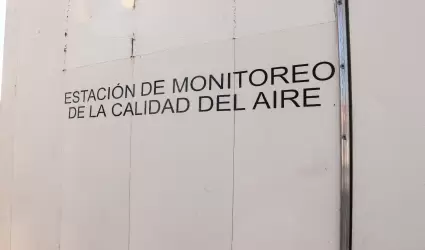 ESTACIÓN DE MONITOREO
DE LA CALIDAD DEL AIRE